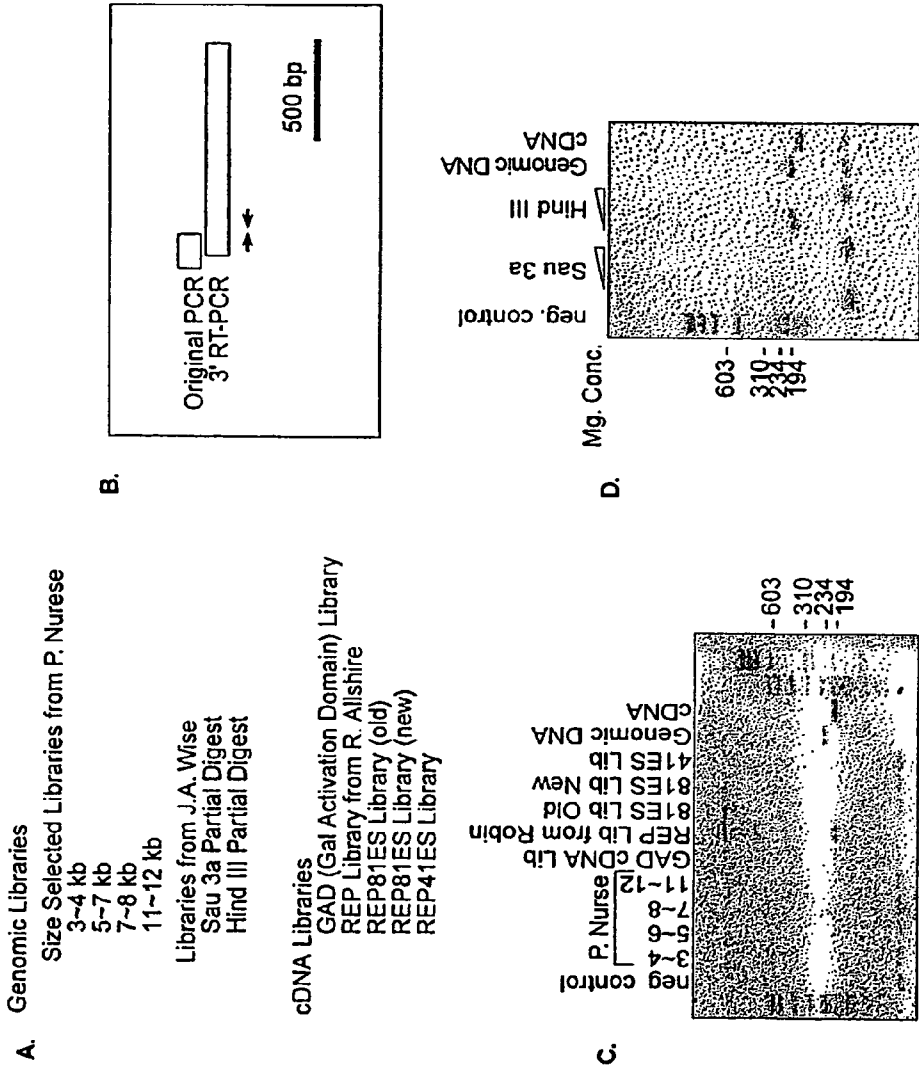 A.
Genomic Libraries
Size Selected Libraries from P. Nurese
3~4 kb
5~7 kb
7~8 kb
11~12 kb
Libraries from J.A. Wise
Sau 3a Partial Digest
Hind III Partial Digest
cDNA Libraries
GAD (Gal Activation Domain) Library
REP Library from R. Allshire
REP81ES Library (old)
REP81ES Library (new)
REP41ES Library
B.
Original PCR
3' RT-PCR
500 bp
C.
neg control
P. Nurse
3~4
5~6
7~8
11~12
GAD cDNA Lib
REP Lib from Robin
81ES Lib Old
81ES Lib New
41ES Lib
Genomic DNA
cDNA
-603
-310
-234
-194
D.
Mg. Conc.
neg. control
Sau 3a
Hind III
Genomic DNA
cDNA
603-
310-
234-
194-